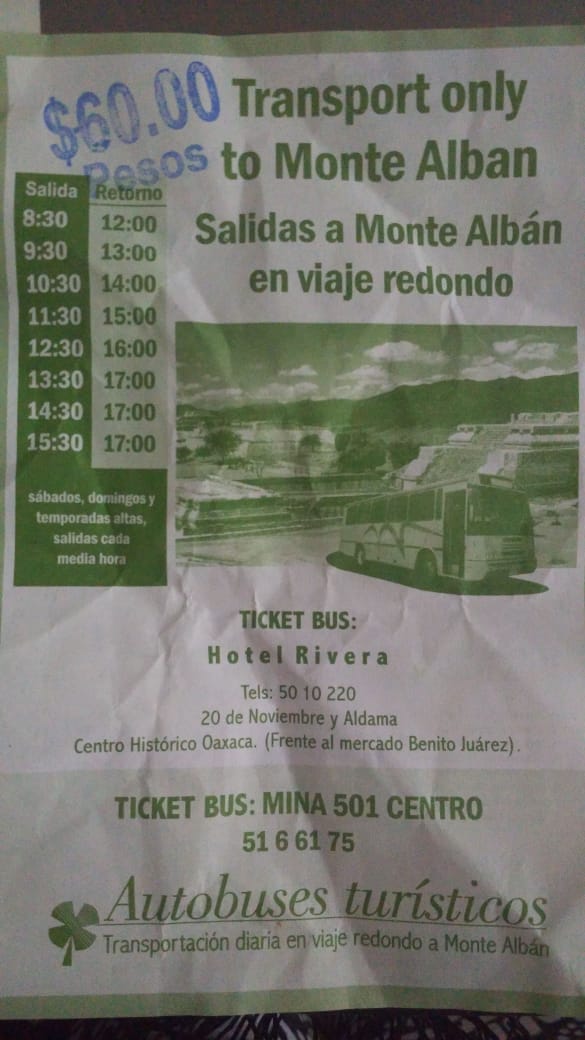 $60.00
Pesos
Transport only
to Monte Alban
Salidas a Monte Albán
en viaje redondo
Salida Retorno
8:30 12:00
9:30 13:00
10:30 14:00
11:30 15:00
12:30 16:00
13:30 17:00
14:30 17:00
15:30 17:00
sábados, domingos y
temporadas altas,
salidas cada
media hora
TICKET BUS:
Hotel Rivera
Tels: 50 10 220
20 de Noviembre y Aldama
Centro Histórico Oaxaca. (Frente al mercado Benito Juárez).
TICKET BUS: MINA 501 CENTRO
51 6 61 75
Autobuses turísticos
Transportación diaria en viaje redondo a Monte Albán